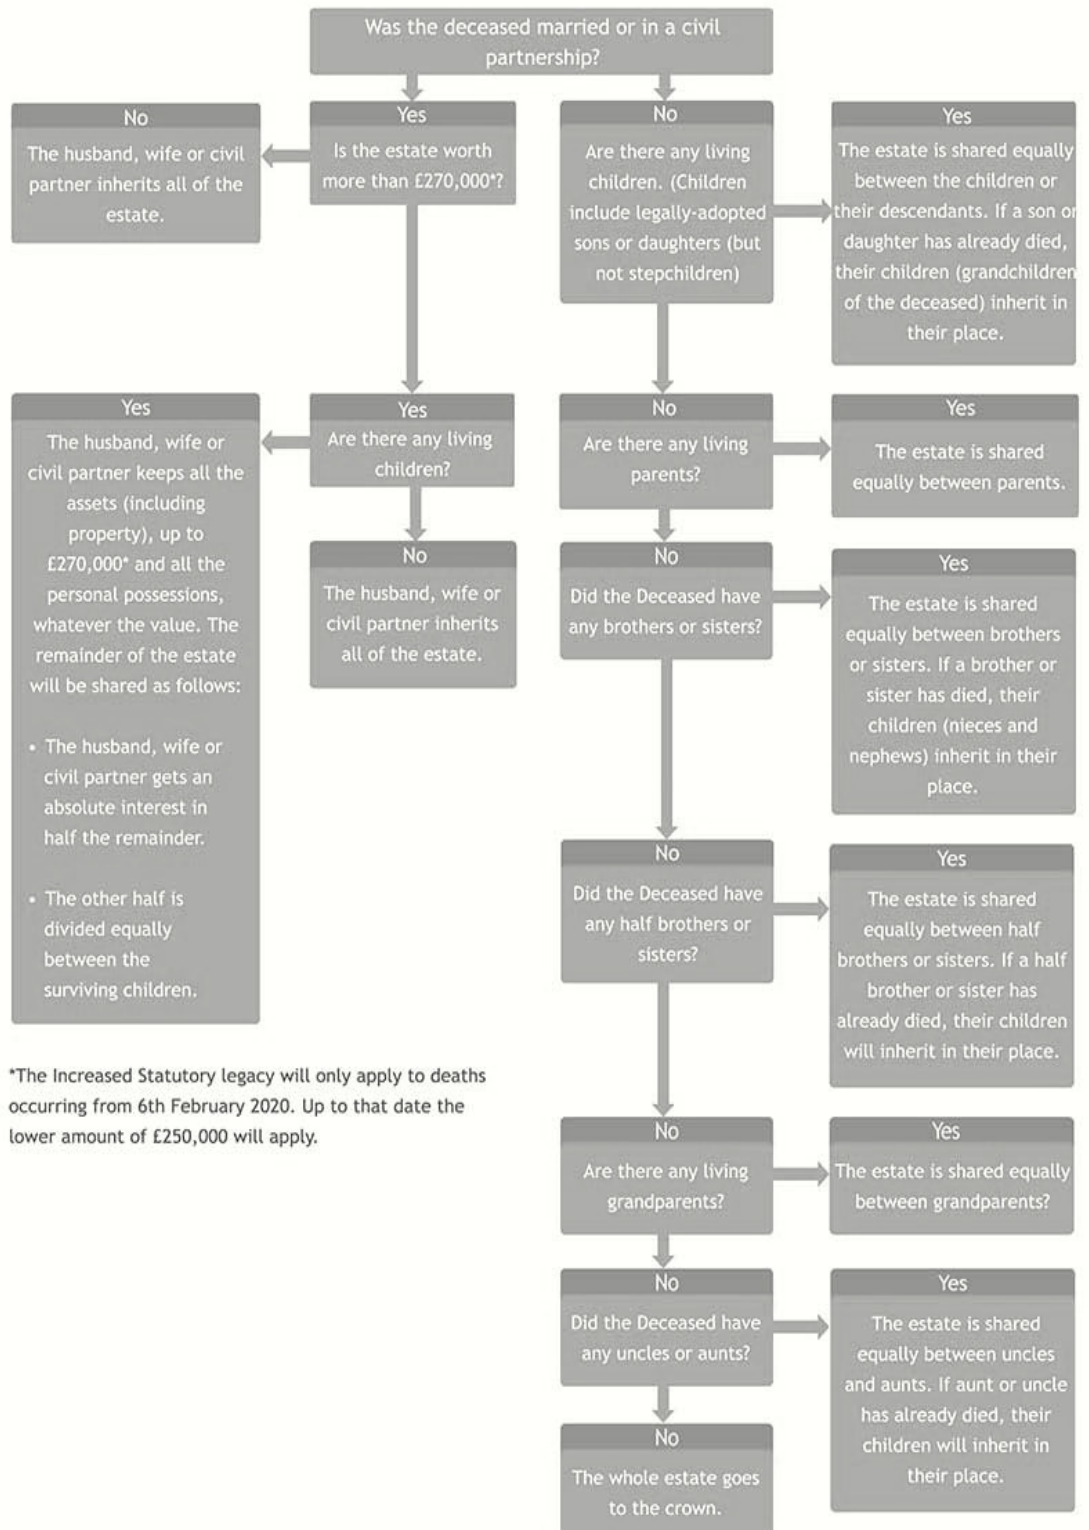 Was the deceased married or in a civil
partnership?
No
The husband, wife or civil
partner inherits all of the
estate.
Yes
Is the estate worth
more than £270,000*?
No
Are there any living
children. (Children
include legally-adopted
sons or daughters (but
not stepchildren)
Yes
The estate is shared equally
between the children or
their descendants. If a son or
daughter has already died,
their children (grandchildren
of the deceased) inherit in
their place.
Yes
The husband, wife or
civil partner keeps all the
assets (including
property), up to
£270,000* and all the
personal possessions,
whatever the value. The
remainder of the estate
will be shared as follows:
• The husband, wife or
civil partner gets an
absolute interest in
half the remainder.
• The other half is
divided equally
between the
surviving children.
Yes
Are there any living
children?
No
The husband, wife or
civil partner inherits
all of the estate.
No
Are there any living
parents?
Yes
The estate is shared
equally between parents.
No
Did the Deceased have
any brothers or sisters?
Yes
The estate is shared
equally between brothers
or sisters. If a brother or
sister has died, their
children (nieces and
nephews) inherit in their
place.
No
Did the Deceased have
any half brothers or
sisters?
Yes
The estate is shared
equally between half
brothers or sisters. If a half
brother or sister has
already died, their children
will inherit in their place.
*The Increased Statutory legacy will only apply to deaths
occurring from 6th February 2020. Up to that date the
lower amount of £250,000 will apply.
No
Are there any living
grandparents?
Yes
The estate is shared equally
between grandparents?
No
Did the Deceased have
any uncles or aunts?
Yes
The estate is shared
equally between uncles
and aunts. If aunt or uncle
has already died, their
children will inherit in
their place.
No
The whole estate goes
to the crown.